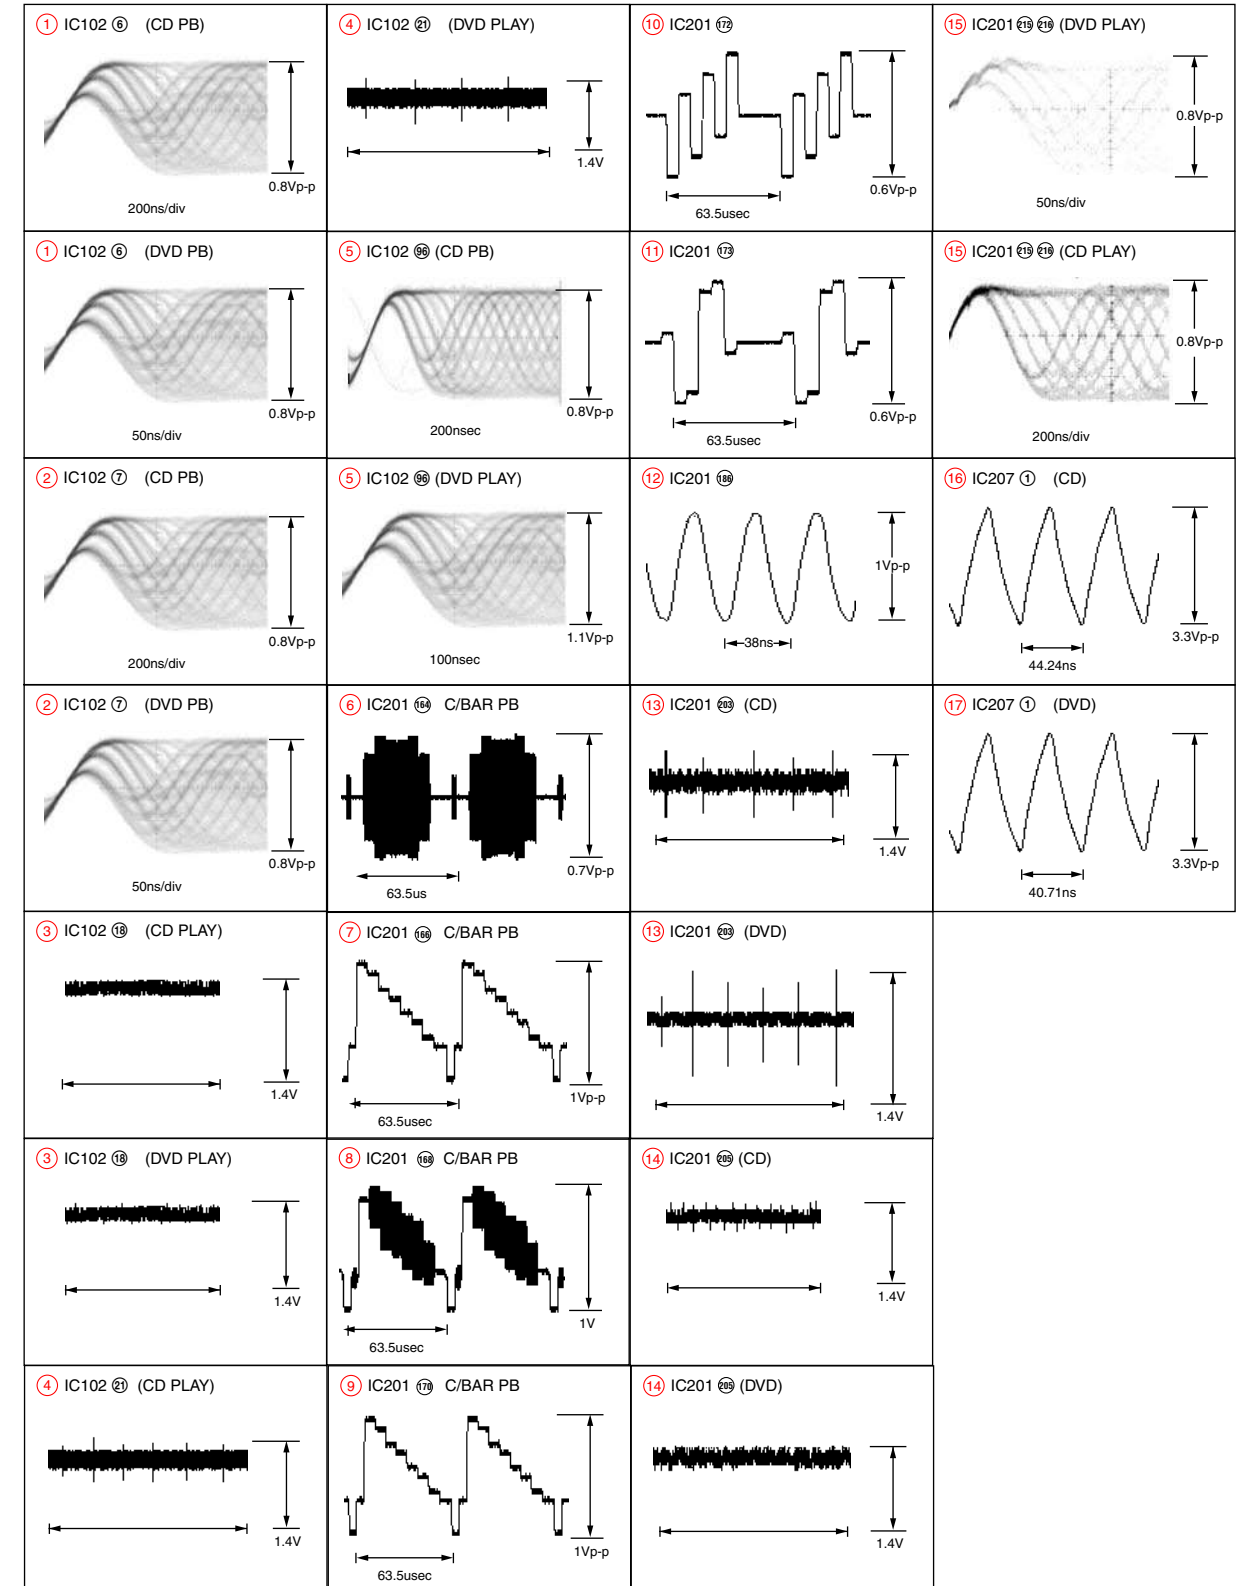 ① IC102 ⑥ (CD PB)
0.8Vp-p
200ns/div
① IC102 ⑥ (DVD PB)
0.8Vp-p
50ns/div
② IC102 ⑦ (CD PB)
0.8Vp-p
200ns/div
② IC102 ⑦ (DVD PB)
0.8Vp-p
50ns/div
③ IC102 ⑱ (CD PLAY)
1.4V
③ IC102 ⑱ (DVD PLAY)
1.4V
④ IC102 ㉑ (CD PLAY)
1.4V
④ IC102 ㉑ (DVD PLAY)
1.4V
⑤ IC102 96 (CD PB)
0.8Vp-p
200nsec
⑤ IC102 96 (DVD PLAY)
1.1Vp-p
100nsec
⑥ IC201 164 C/BAR PB
0.7Vp-p
63.5us
⑦ IC201 166 C/BAR PB
1Vp-p
63.5usec
⑧ IC201 168 C/BAR PB
1V
63.5usec
⑨ IC201 170 C/BAR PB
1Vp-p
63.5usec
⑩ IC201 172
0.6Vp-p
63.5usec
⑪ IC201 173
0.6Vp-p
63.5usec
⑫ IC201 186
1Vp-p
38ns
⑬ IC201 203 (CD)
1.4V
⑬ IC201 203 (DVD)
1.4V
⑭ IC201 205 (CD)
1.4V
⑭ IC201 205 (DVD)
1.4V
⑮ IC201 215 216 (DVD PLAY)
0.8Vp-p
50ns/div
⑮ IC201 215 216 (CD PLAY)
0.8Vp-p
200ns/div
⑯ IC207 ① (CD)
3.3Vp-p
44.24ns
⑰ IC207 ① (DVD)
3.3Vp-p
40.71ns